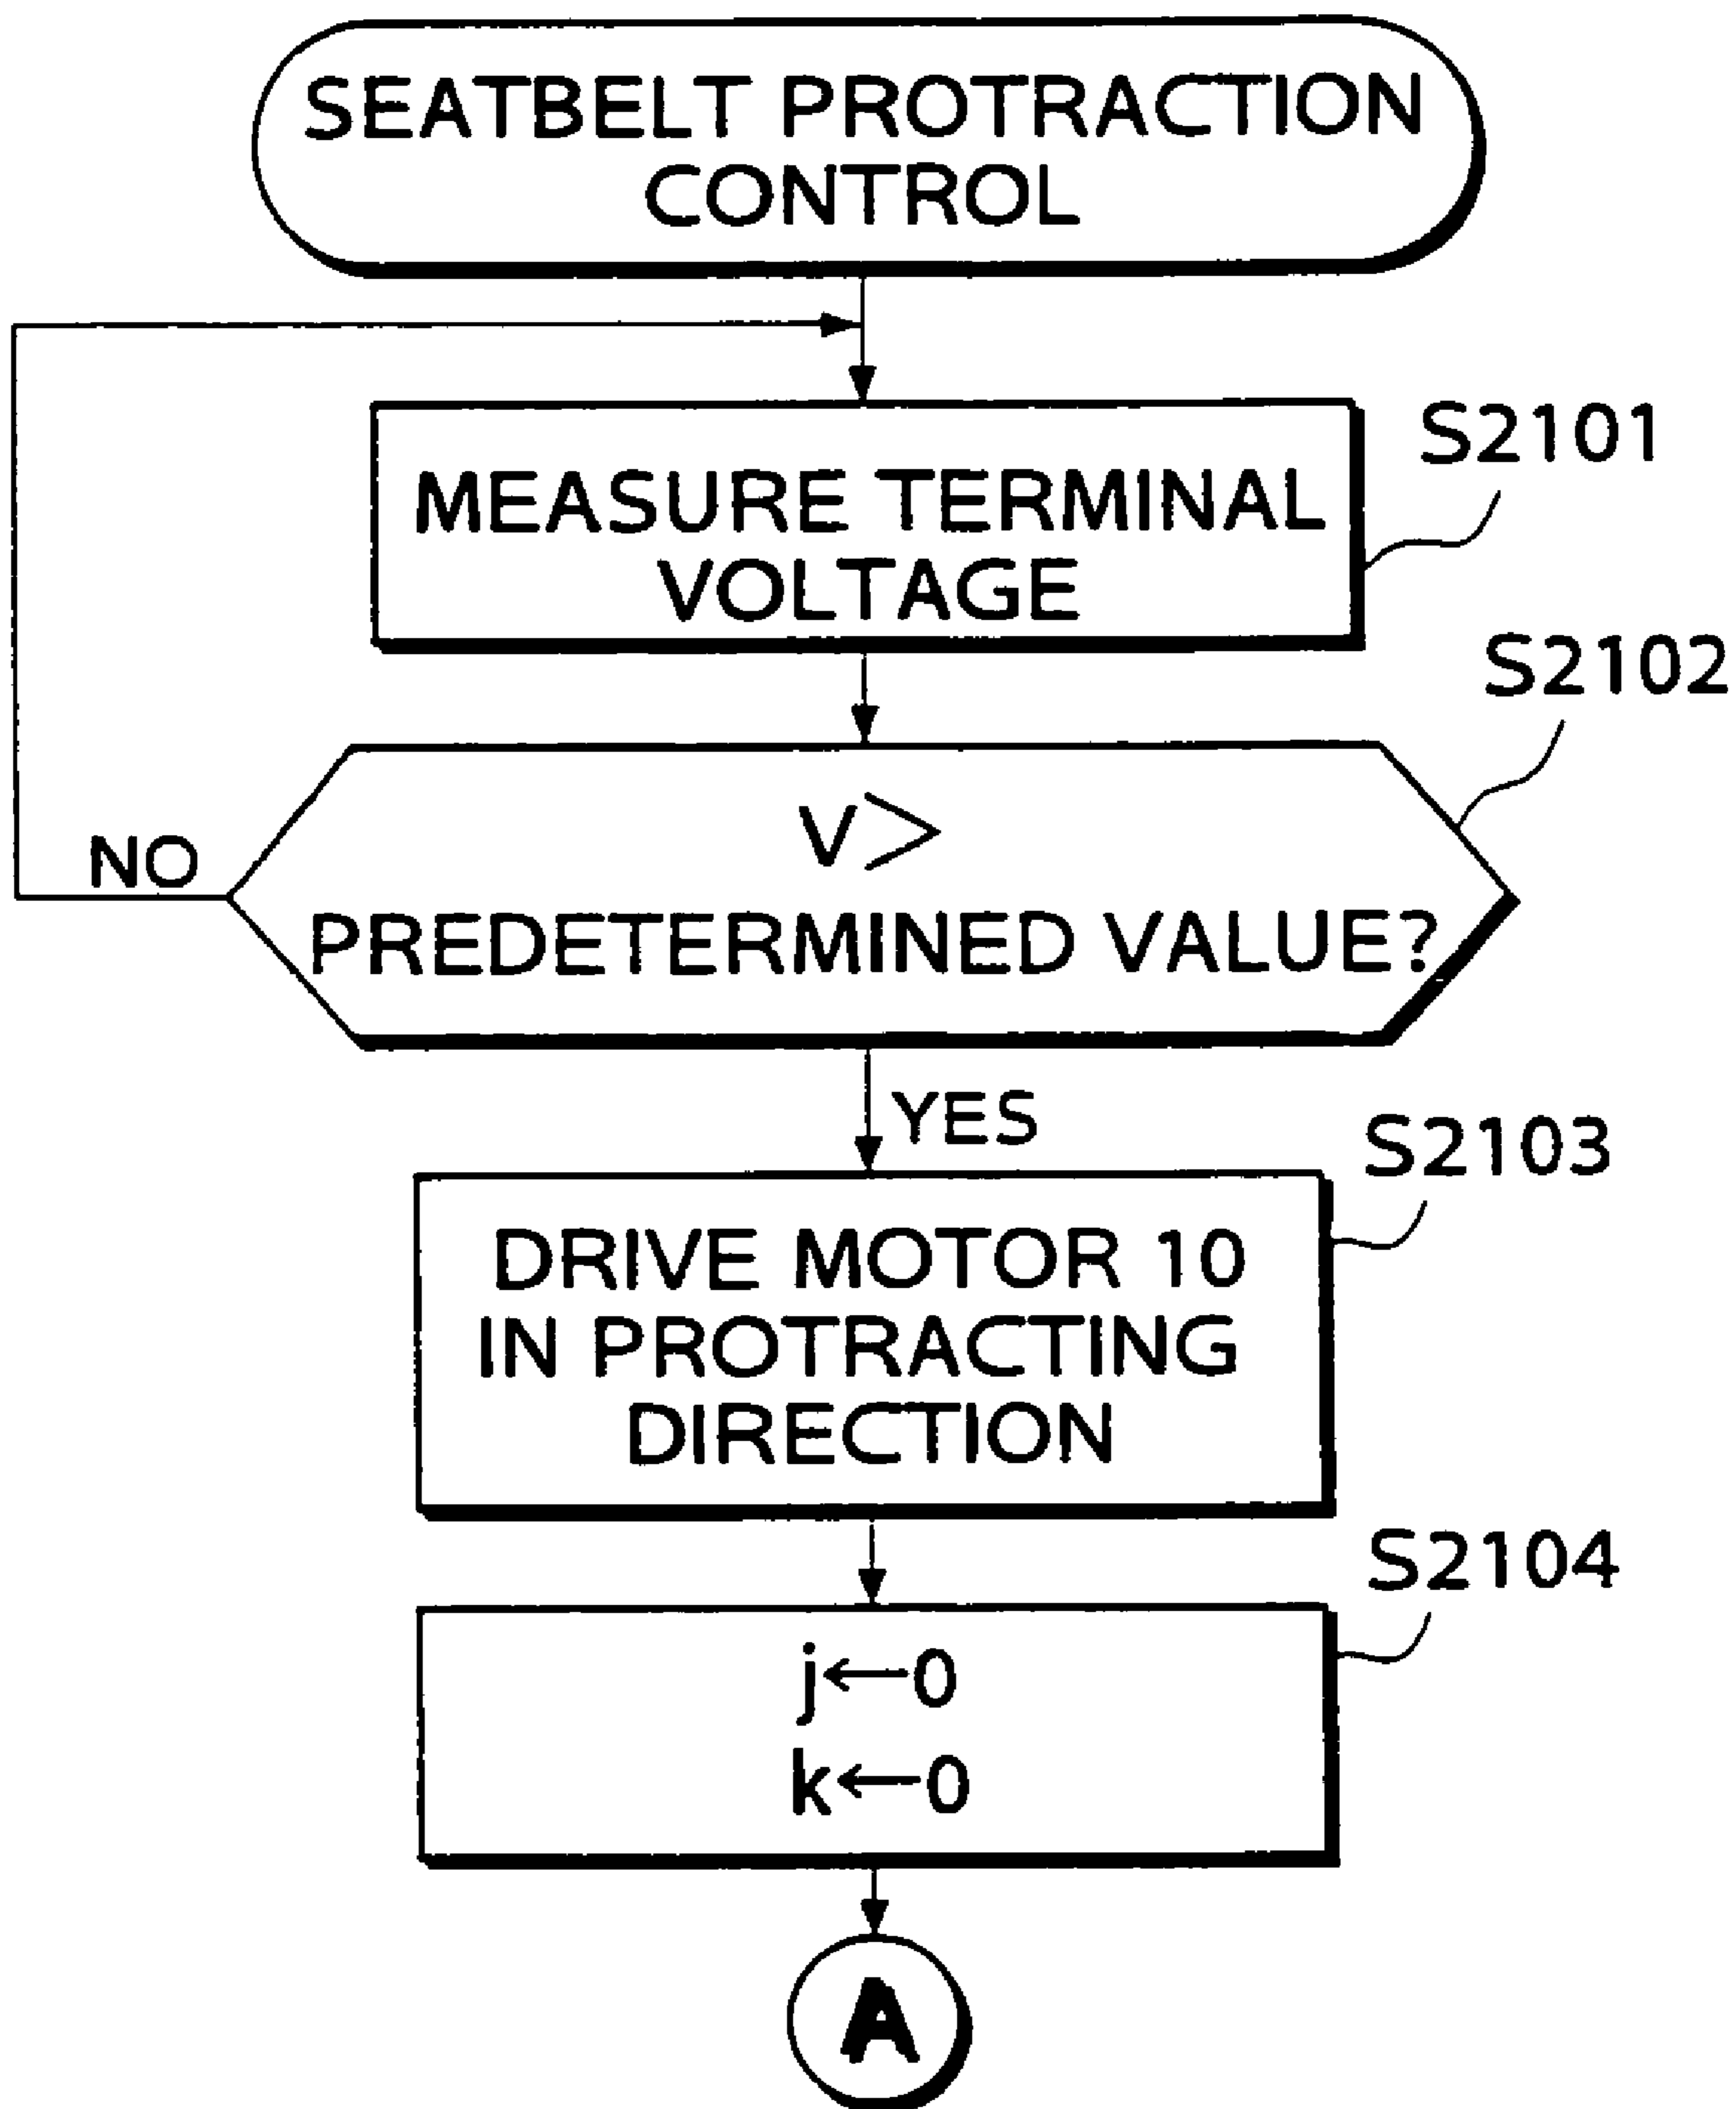 SEATBELT PROTRACTION
CONTROL
S2101
MEASURE TERMINAL
VOLTAGE
S2102
V>
NO
PREDETERMINED VALUE?
YES
S2103
DRIVE MOTOR 10
IN PROTRACTING
DIRECTION
S2104
j←0
k←0
A